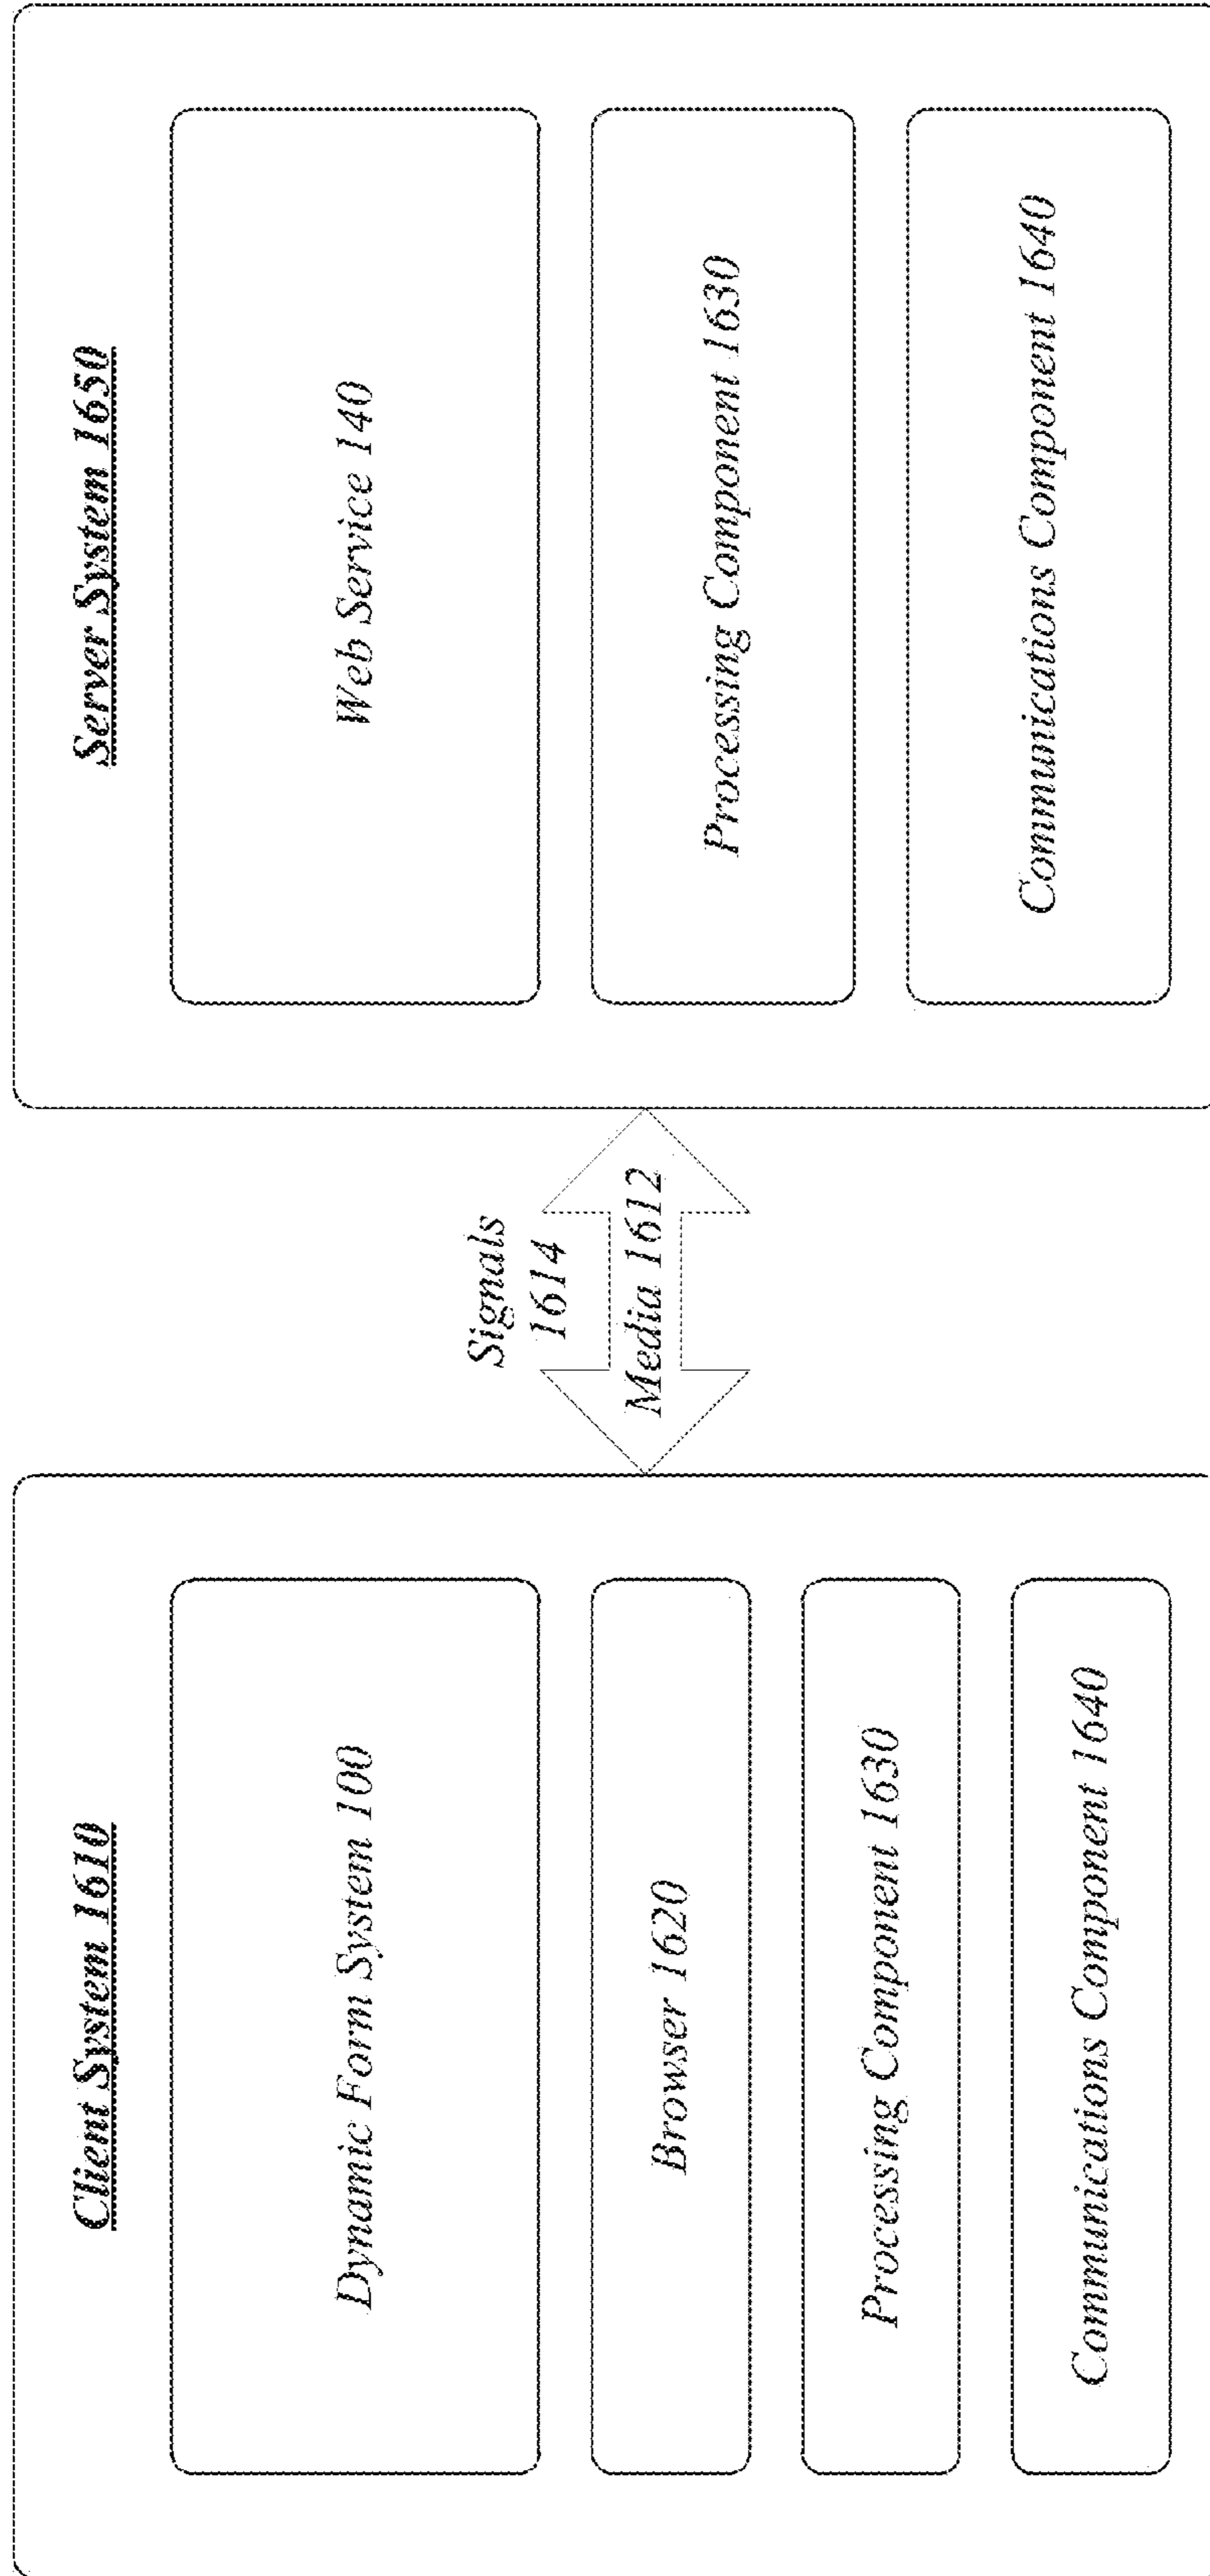 Client System 1610
Dynamic Form System 100
Browser 1620
Processing Component 1630
Communications Component 1640
Signals
1614
Media 1612
Server System 1650
Web Service 140
Processing Component 1630
Communications Component 1640